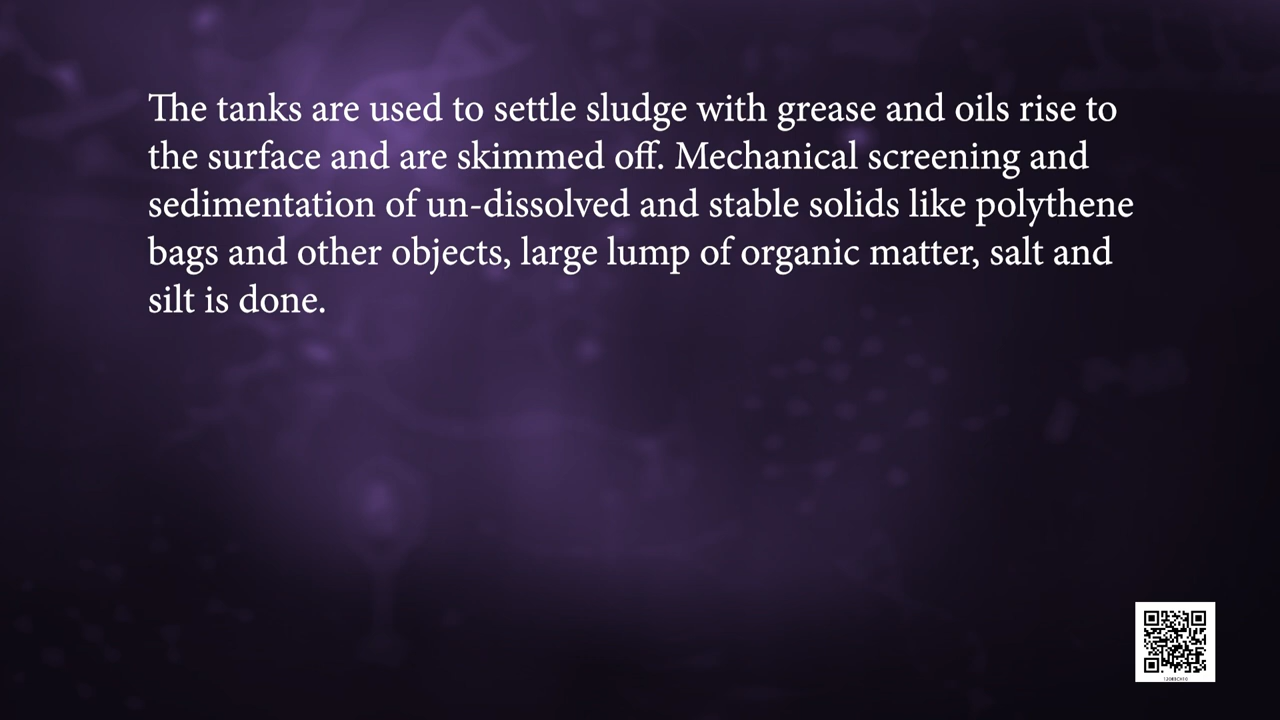 The tanks are used to settle sludge with grease and oils rise to
the surface and are skimmed off. Mechanical screening and
sedimentation of un-dissolved and stable solids like polythene
bags and other objects, large lump of organic matter, salt and
silt is done.